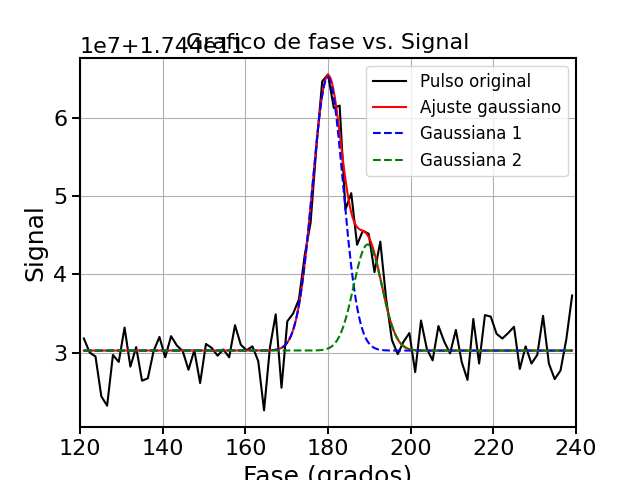 1e7+1.744e11
Grafico de fase vs. Signal
Pulso original
Ajuste gaussiano
Gaussiana 1
Gaussiana 2
Signal
6
5
4
3
120 140 160 180 200 220 240
Fase (grados)